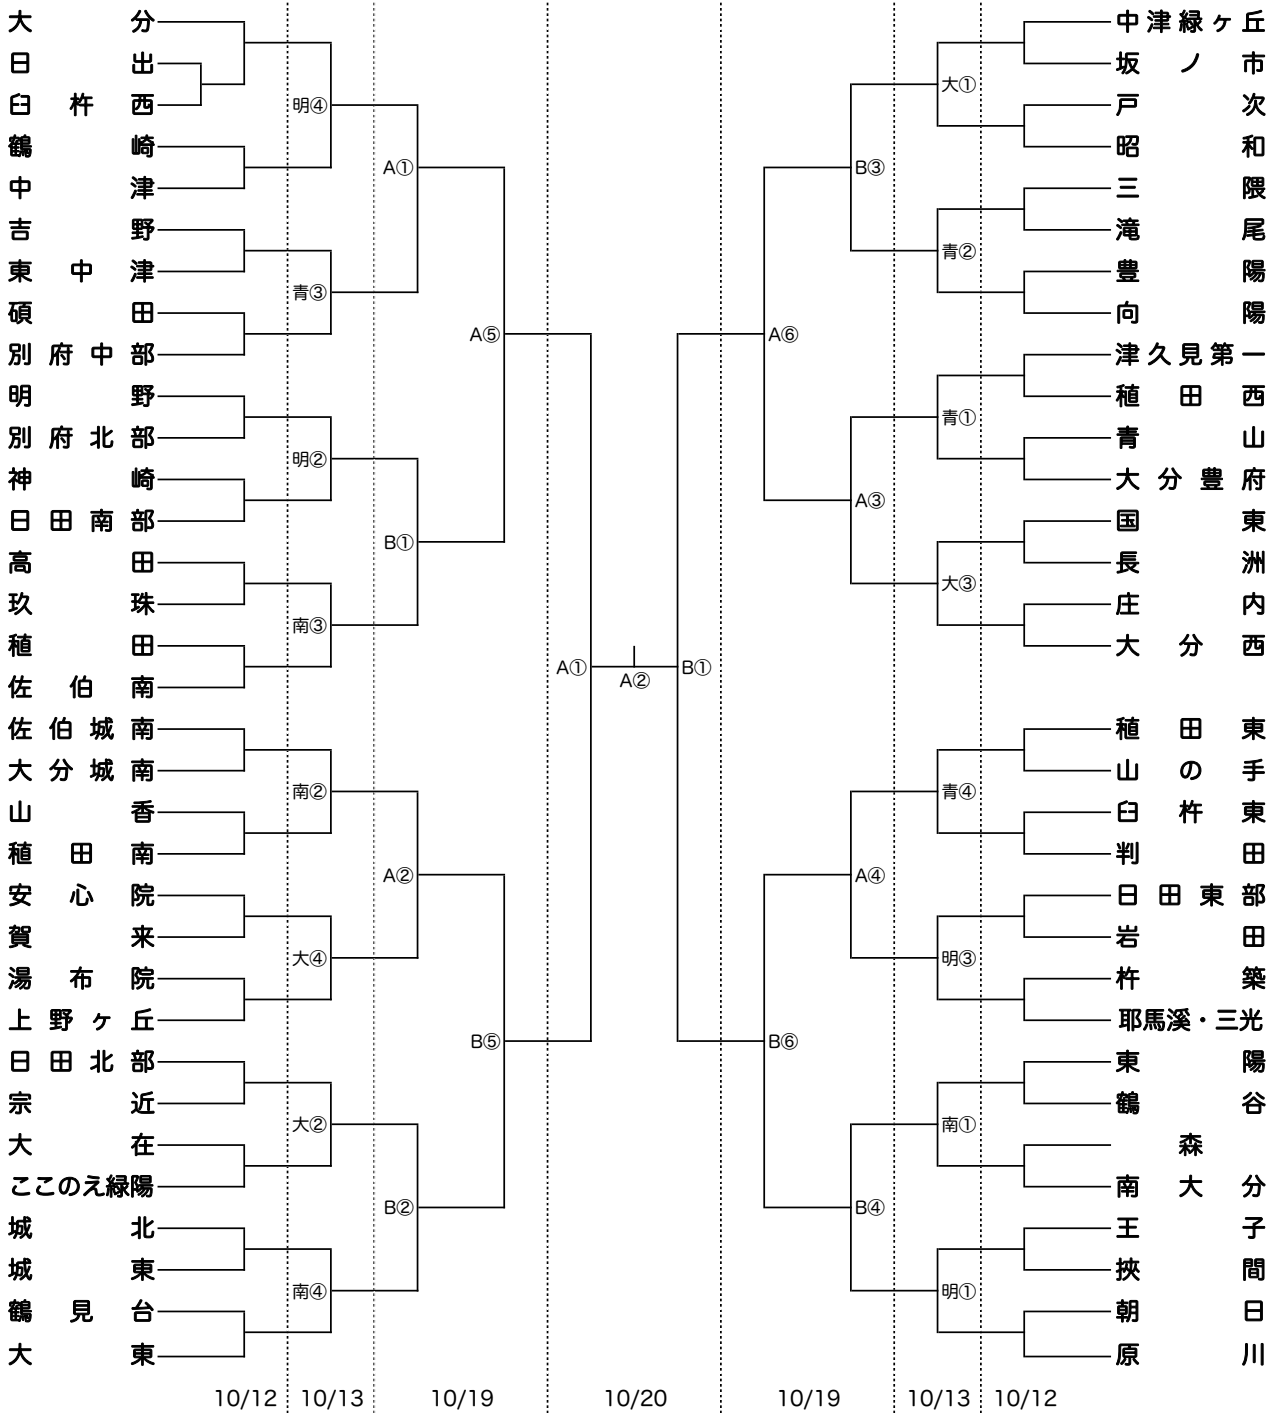 大分
日出
臼杵西
鶴崎
中津
吉野
東中津
碩田
別府中部
明野
別府北部
神崎
日田南部
高田
玖珠
稙田
佐伯南
佐伯城南
大分城南
山香
稙田南
安心院
賀来
湯布院
上野ヶ丘
日田北部
宗近
大在
ここのえ緑陽
城北
城東
鶴見台
大東
明④
青③
明②
南③
南②
大④
大②
南④
A①
B①
A②
B②
A⑤
B⑤
A①
A②
B①
A⑥
B⑥
B③
A③
A④
B④
大①
青②
青①
大③
青④
明③
南①
明①
中津緑ヶ丘
坂ノ市
戸次
昭和
三隈
滝尾
豊陽
向陽
津久見第一
稙田西
青山
大分豊府
国東
長洲
庄内
大分西
稙田東
山の手
臼杵東
判田
日田東部
岩田
杵築
耶馬溪・三光
東陽
鶴谷
森
南大分
王子
挾間
朝日
原川
10/12
10/13
10/19
10/20
10/19
10/13
10/12